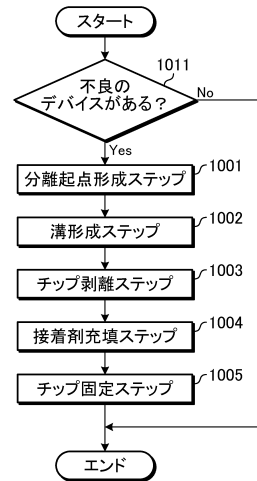 スタート
1011
不良の
デバイスがある?
No
Yes
1001
分離起点形成ステップ
1002
溝形成ステップ
1003
チップ剥離ステップ
1004
接着剤充填ステップ
1005
チップ固定ステップ
エンド